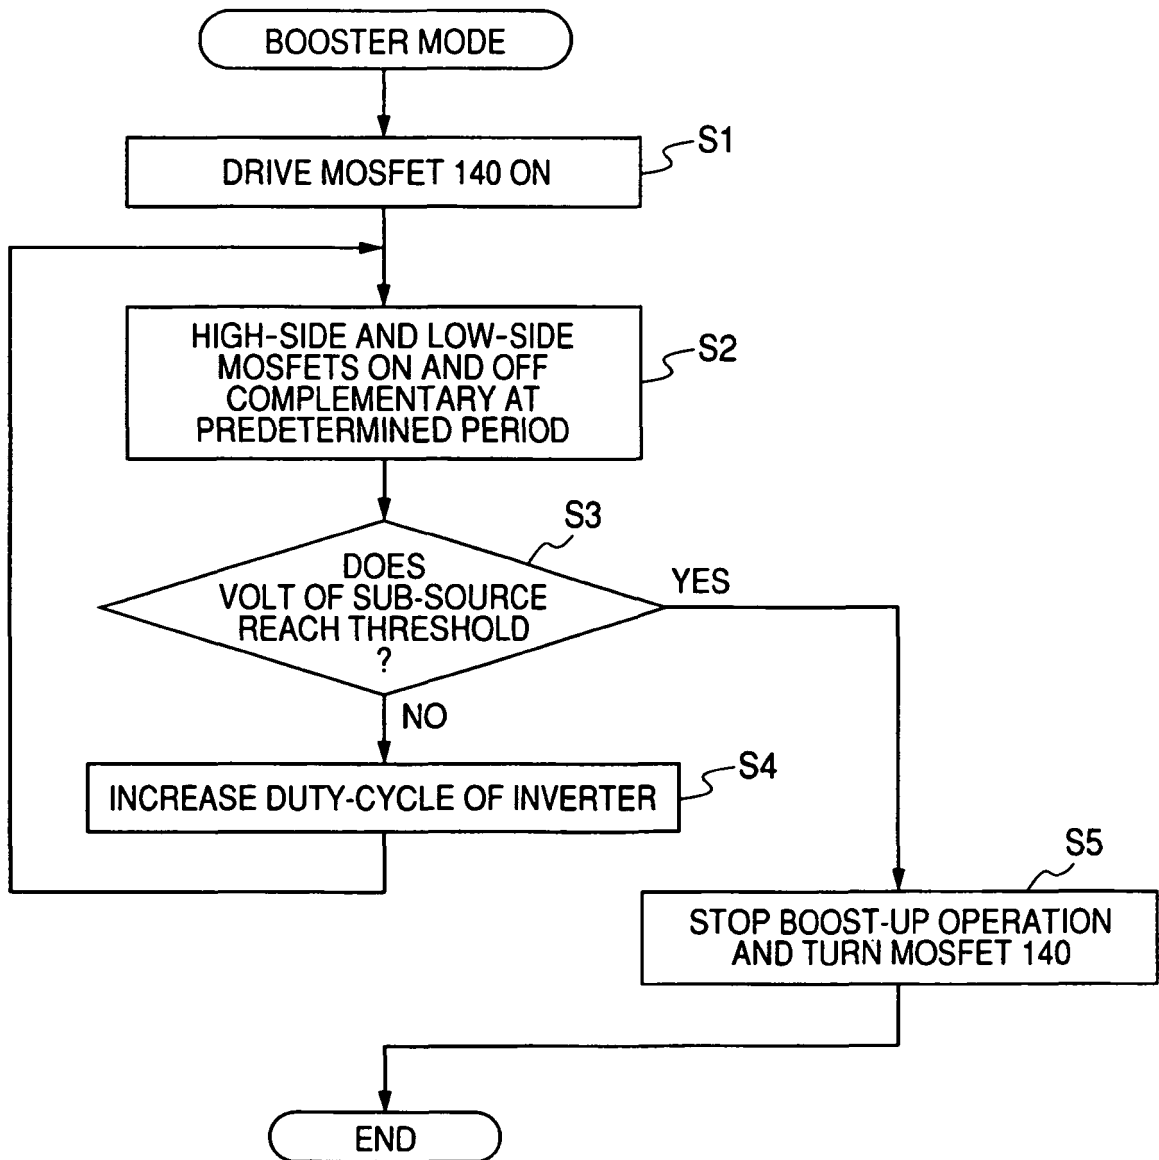 BOOSTER MODE
DRIVE MOSFET 140 ON
S1
HIGH-SIDE AND LOW-SIDE
MOSFETS ON AND OFF
COMPLEMENTARY AT
PREDETERMINED PERIOD
S2
DOES
VOLT OF SUB-SOURCE
REACH THRESHOLD
?
S3
YES
NO
INCREASE DUTY-CYCLE OF INVERTER
S4
S5
STOP BOOST-UP OPERATION
AND TURN MOSFET 140
END